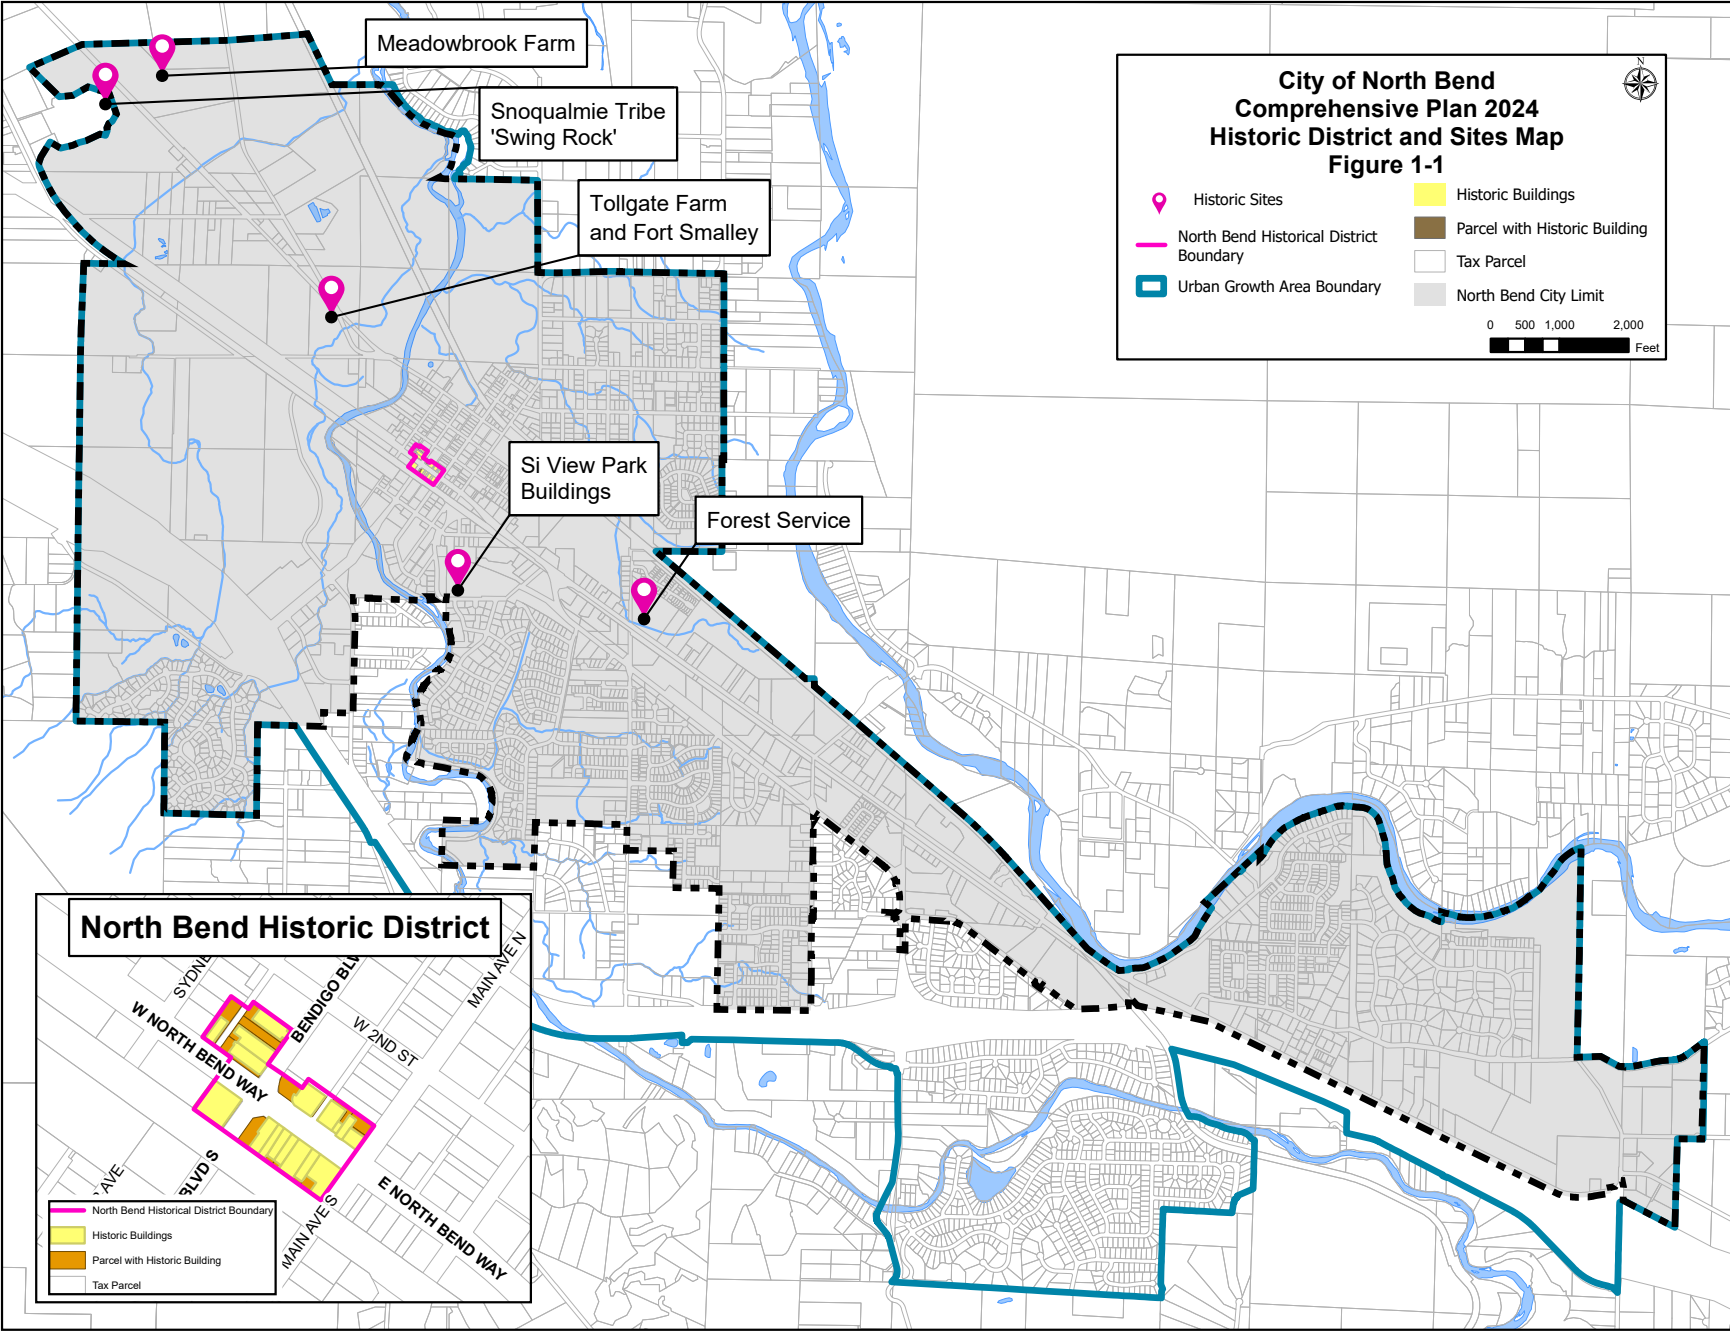 Meadowbrook Farm
Snoqualmie Tribe
'Swing Rock'
Tollgate Farm
and Fort Smalley
Si View Park
Buildings
Forest Service
City of North Bend
Comprehensive Plan 2024
Historic District and Sites Map
Figure 1-1
N
Historic Sites
North Bend Historical District
Boundary
Urban Growth Area Boundary
Historic Buildings
Parcel with Historic Building
Tax Parcel
North Bend City Limit
0 500 1,000 2,000
Feet
North Bend Historic District
SYDNE
BENDIGO BLV
MAIN AVE N
W 2ND ST
W NORTH BEND WAY
AVE
BLVD S
MAIN AVE S
E NORTH BEND WAY
North Bend Historical District Boundary
Historic Buildings
Parcel with Historic Building
Tax Parcel